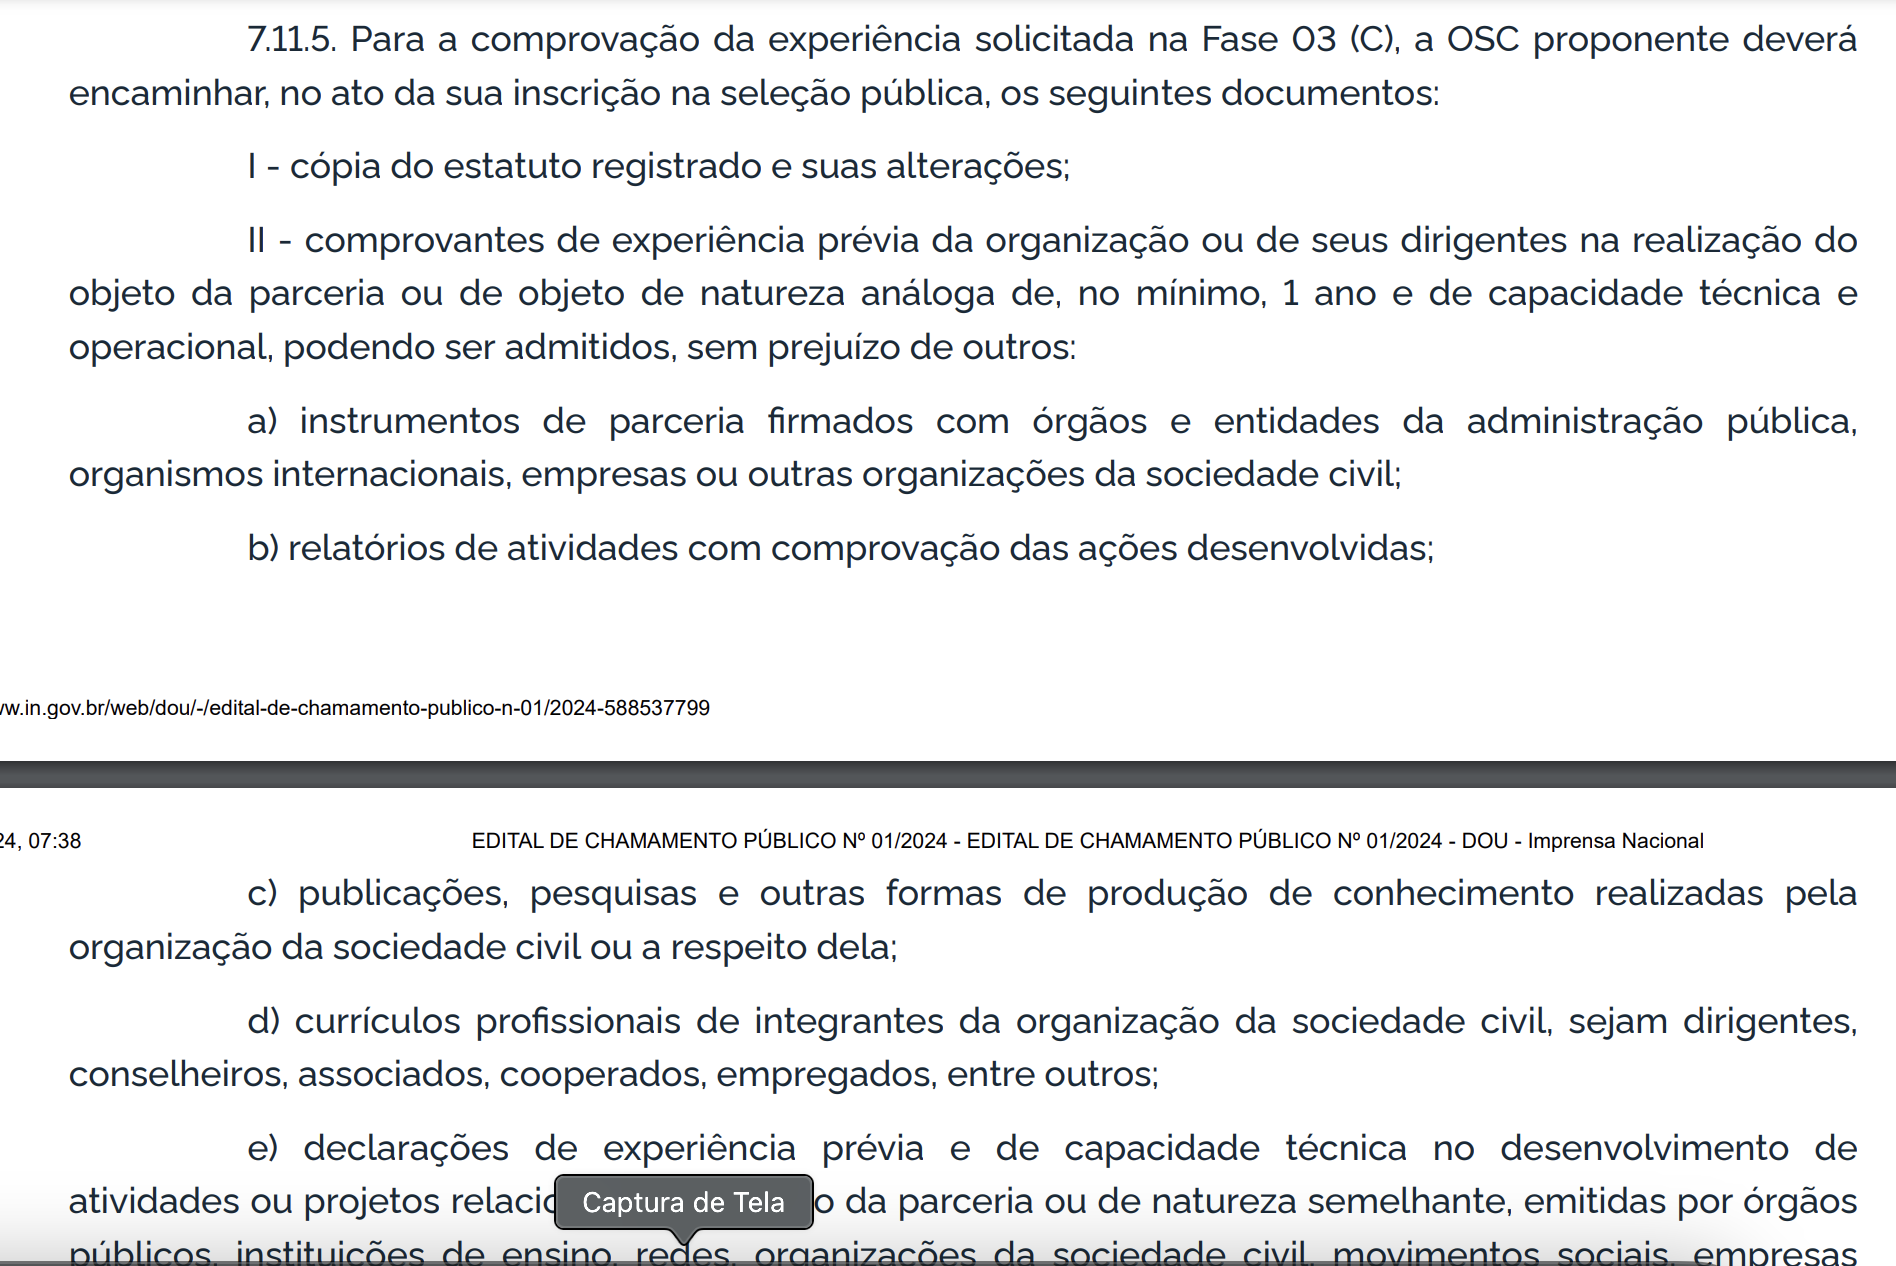 7.11.5. Para a comprovação da experiência solicitada na Fase 03 (C), a OSC proponente deverá
encaminhar, no ato da sua inscrição na seleção pública, os seguintes documentos:
I - cópia do estatuto registrado e suas alterações;
II - comprovantes de experiência prévia da organização ou de seus dirigentes na realização do
objeto da parceria ou de objeto de natureza análoga de, no mínimo, 1 ano e de capacidade técnica e
operacional, podendo ser admitidos, sem prejuízo de outros:
a) instrumentos de parceria firmados com órgãos e entidades da administração pública,
organismos internacionais, empresas ou outras organizações da sociedade civil;
b) relatórios de atividades com comprovação das ações desenvolvidas;
w.in.gov.br/web/dou/-/edital-de-chamamento-publico-n-01/2024-588537799
24, 07:38 EDITAL DE CHAMAMENTO PÚBLICO Nº 01/2024 - EDITAL DE CHAMAMENTO PÚBLICO Nº 01/2024 - DOU - Imprensa Nacional
c) publicações, pesquisas e outras formas de produção de conhecimento realizadas pela
organização da sociedade civil ou a respeito dela;
d) currículos profissionais de integrantes da organização da sociedade civil, sejam dirigentes,
conselheiros, associados, cooperados, empregados, entre outros;
e) declarações de experiência prévia e de capacidade técnica no desenvolvimento de
atividades ou projetos relacio Captura de Tela o da parceria ou de natureza semelhante, emitidas por órgãos
públicos, instituições de ensino, redes, organizações da sociedade civil, movimentos sociais, empresas